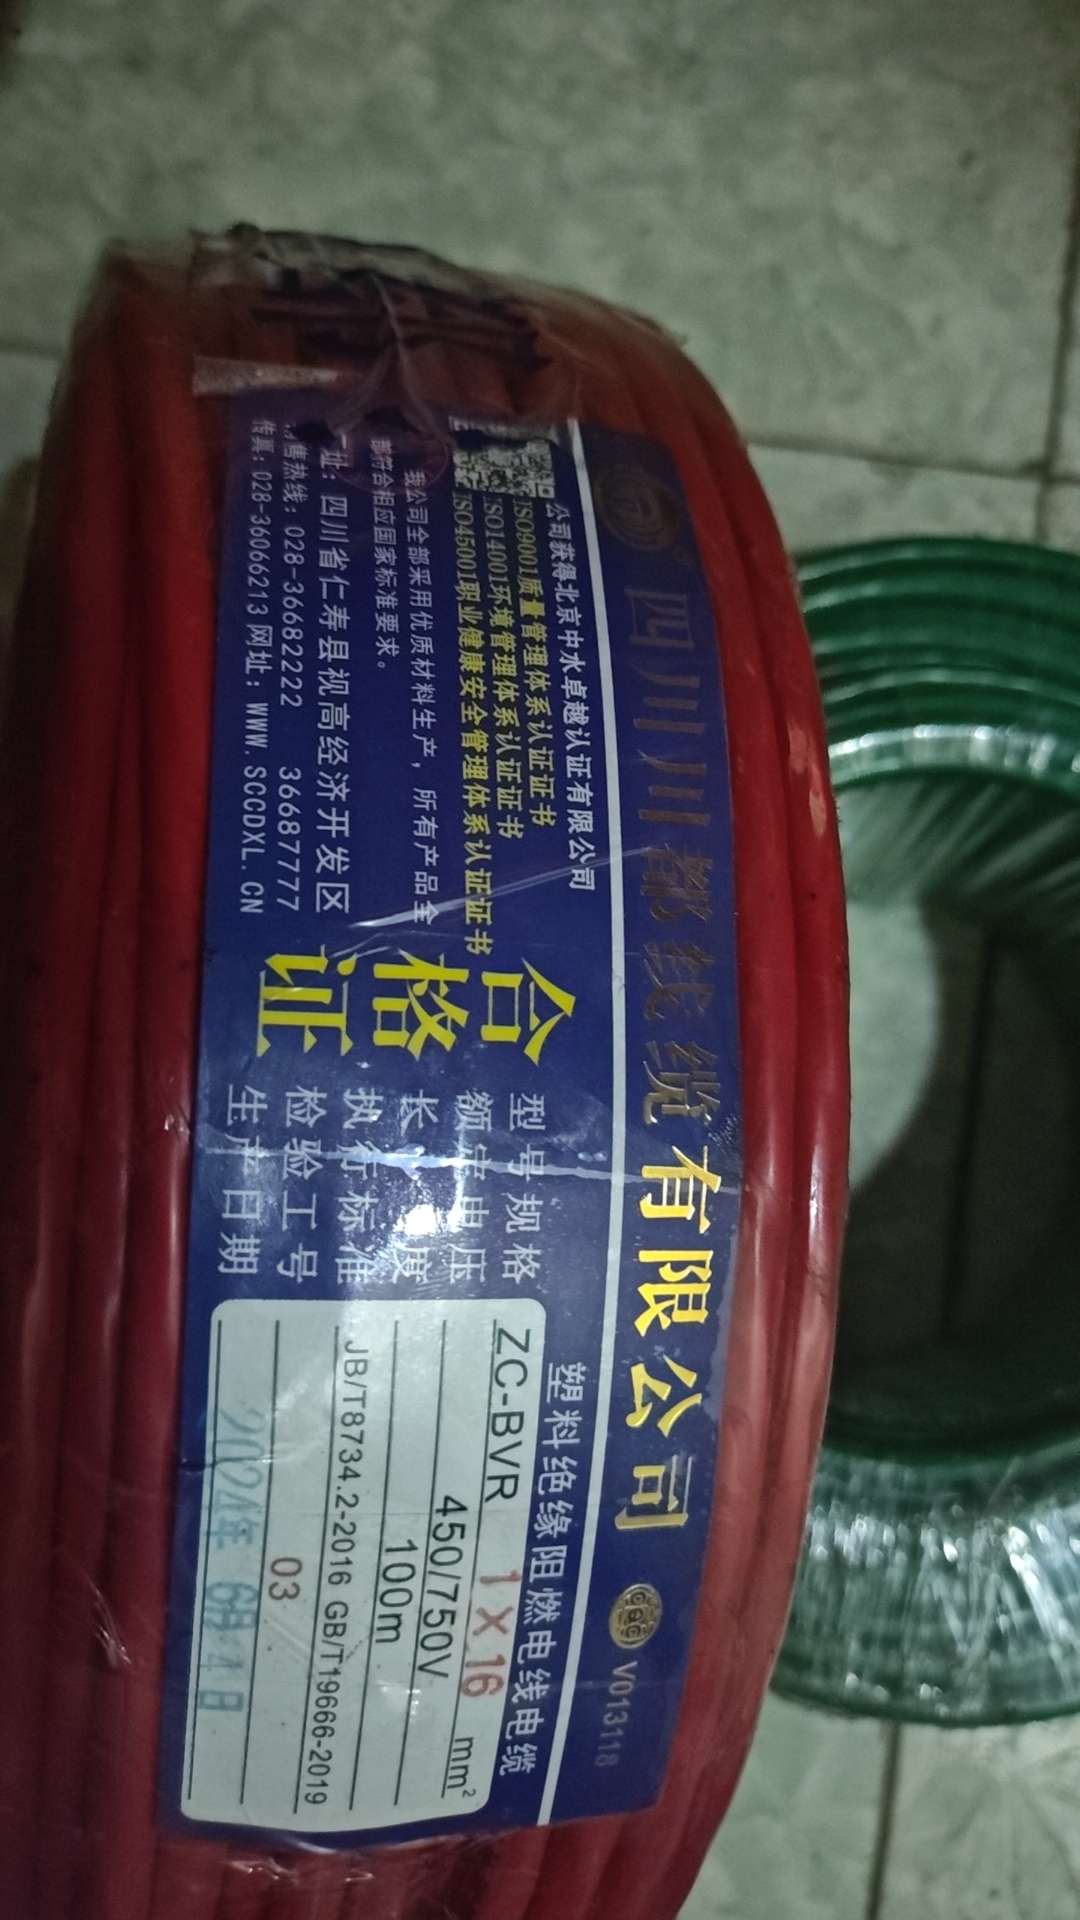 四川川都线缆有限公司
V013118
公司获得北京中水卓越认证有限公司
ISO9001质量管理体系认证证书
ISO14001环境管理体系认证证书
ISO45001职业健康安全管理体系认证证书
我公司全部采用优质材料生产，所有产品全
部符合相应国家标准要求。
址：四川省仁寿县视高经济开发区
售热线：028-36682222 36687777
传真：028-36066213 网址：WWW.SCCDXL.CN
合格证
塑料绝缘阻燃电线电缆
型号规格 ZC-BVR 1×16 mm²
额定电压 450/750V
长度 100m
执行标准 JB/T8734.2-2016 GB/T19666-2019
检验工号 03
生产日期 2024年6月4日